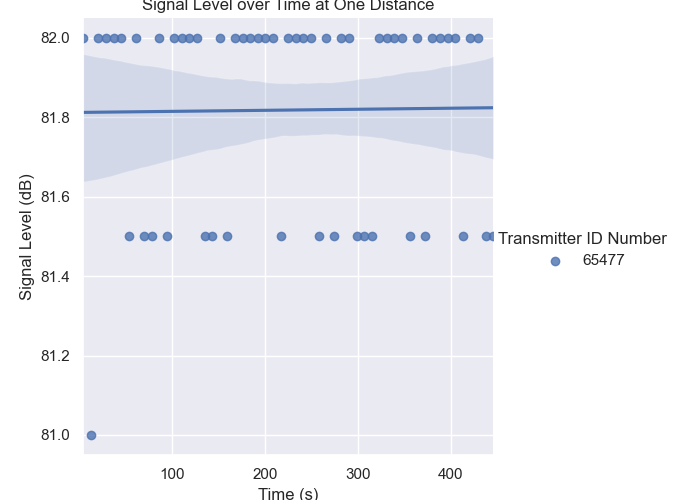 Signal Level over Time at One Distance
82.0
81.8
81.6
81.4
81.2
81.0
Signal Level (dB)
100 200 300 400
Time (s)
Transmitter ID Number
65477